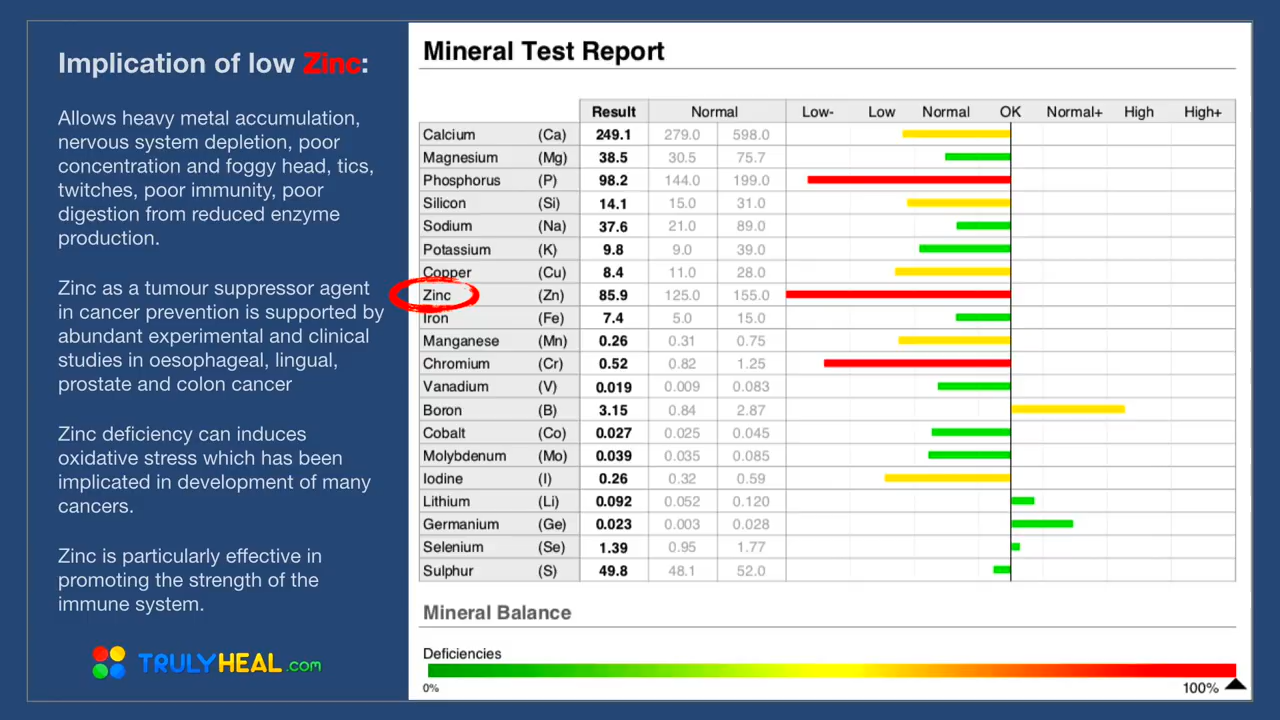 Implication of low Zinc:
Allows heavy metal accumulation,
nervous system depletion, poor
concentration and foggy head, tics,
twitches, poor immunity, poor
digestion from reduced enzyme
production.
Zinc as a tumour suppressor agent
in cancer prevention is supported by
abundant experimental and clinical
studies in oesophageal, lingual,
prostate and colon cancer
Zinc deficiency can induces
oxidative stress which has been
implicated in development of many
cancers.
Zinc is particularly effective in
promoting the strength of the
immune system.
TRULYHEAL.com
Mineral Test Report
Result Normal Low- Low Normal OK Normal+ High High+
Calcium (Ca) 249.1 279.0 598.0
Magnesium (Mg) 38.5 30.5 75.7
Phosphorus (P) 98.2 144.0 199.0
Silicon (Si) 14.1 15.0 31.0
Sodium (Na) 37.6 21.0 89.0
Potassium (K) 9.8 9.0 39.0
Copper (Cu) 8.4 11.0 28.0
Zinc (Zn) 85.9 125.0 155.0
Iron (Fe) 7.4 5.0 15.0
Manganese (Mn) 0.26 0.31 0.75
Chromium (Cr) 0.52 0.82 1.25
Vanadium (V) 0.019 0.009 0.083
Boron (B) 3.15 0.84 2.87
Cobalt (Co) 0.027 0.025 0.045
Molybdenum (Mo) 0.039 0.035 0.085
Iodine (I) 0.26 0.32 0.59
Lithium (Li) 0.092 0.052 0.120
Germanium (Ge) 0.023 0.003 0.028
Selenium (Se) 1.39 0.95 1.77
Sulphur (S) 49.8 48.1 52.0
Mineral Balance
Deficiencies
0% 100%